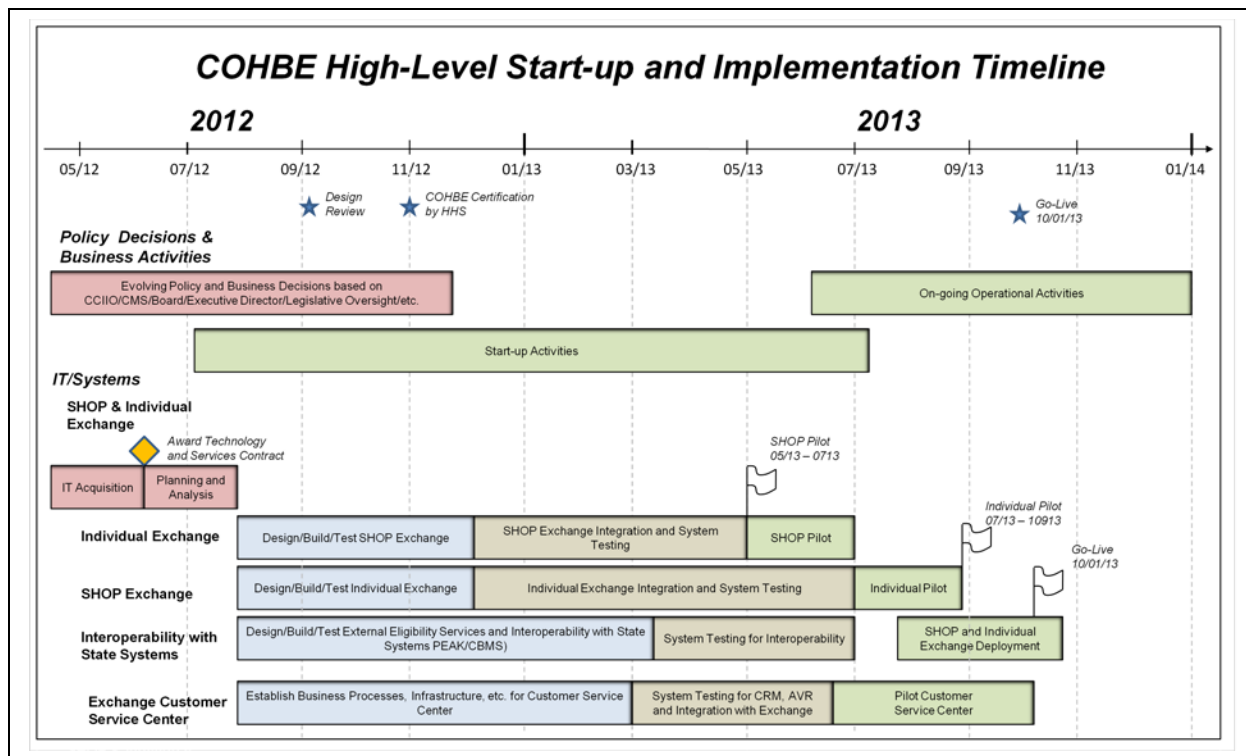 COHBE High-Level Start-up and Implementation Timeline
2012
2013
05/12
07/12
09/12
11/12
01/13
03/13
05/13
07/13
09/13
11/13
01/14
Design
Review
COHBE Certification
by HHS
Go-Live
10/01/13
Policy Decisions &
Business Activities
Evolving Policy and Business Decisions based on
CCIIO/CMS/Board/Executive Director/Legislative Oversight/etc.
On-going Operational Activities
Start-up Activities
IT/Systems
SHOP & Individual
Exchange
Award Technology
and Services Contract
SHOP Pilot
05/13 – 0713
IT Acquisition
Planning and
Analysis
Individual Pilot
07/13 – 10913
Individual Exchange
Design/Build/Test SHOP Exchange
SHOP Exchange Integration and System
Testing
SHOP Pilot
Go-Live
10/01/13
SHOP Exchange
Design/Build/Test Individual Exchange
Individual Exchange Integration and System Testing
Individual Pilot
Interoperability with
State Systems
Design/Build/Test External Eligibility Services and Interoperability with State
Systems PEAK/CBMS)
System Testing for Interoperability
SHOP and Individual
Exchange Deployment
Exchange Customer
Service Center
Establish Business Processes, Infrastructure, etc. for Customer Service
Center
System Testing for CRM, AVR
and Integration with Exchange
Pilot Customer
Service Center